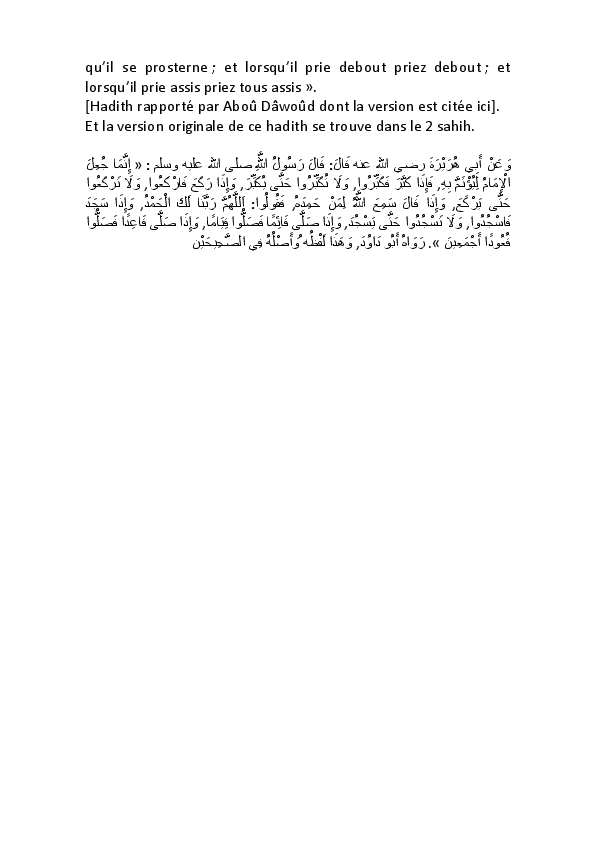 qu’il se prosterne ; et lorsqu’il prie debout priez debout ; et
lorsqu’il prie assis priez tous assis ».
[Hadith rapporté par Aboû Dâwoûd dont la version est citée ici].
Et la version originale de ce hadith se trouve dans le 2 sahih.
وَعَنْ أَبِي هُرَيْرَةَ رضي الله عنه قَالَ: قَالَ رَسُولُ اللَّهِ صلى الله عليه وسلم : « إِنَّمَا جُعِلَ
الْإِمَامُ لِيُؤْتَمَّ بِهِ, فَإِذَا كَبَّرَ فَكَبِّرُوا, وَلَا تُكَبِّرُوا حَتَّى يُكَبِّرَ, وَإِذَا رَكَعَ فَارْكَعُوا, وَلَا تَرْكَعُوا
حَتَّى يَرْكَعَ, وَإِذَا قَالَ سَمِعَ اللَّهُ لِمَنْ حَمِدَهُ, فَقُولُوا: اَللَّهُمَّ رَبَّنَا لَكَ الْحَمْدُ, وَإِذَا سَجَدَ
فَاسْجُدُوا, وَلَا تَسْجُدُوا حَتَّى يَسْجُدَ, وَإِذَا صَلَّى قَائِمًا فَصَلُّوا قِيَامًا, وَإِذَا صَلَّى قَاعِدًا فَصَلُّوا
قُعُودًا أَجْمَعِينَ ». رَوَاهُ أَبُو دَاوُدَ, وَهَذَا لَفْظُهُ وَأَصْلُهُ فِي الصَّحِيحَيْن